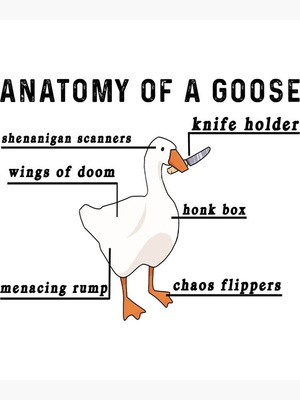 ANATOMY OF A GOOSE
knife holder
shenanigan scanners
wings of doom
honk box
chaos flippers
menacing rump